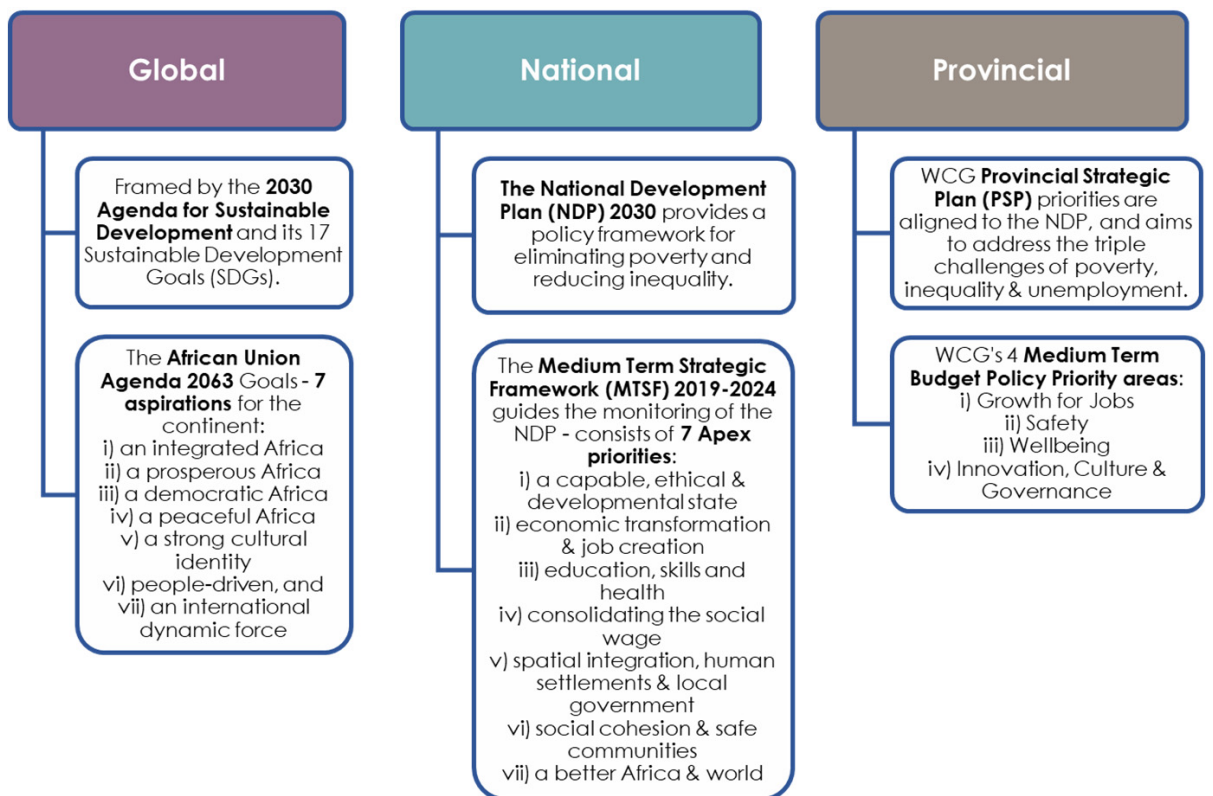 Global
Framed by the 2030
Agenda for Sustainable
Development and its 17
Sustainable Development
Goals (SDGs).
The African Union
Agenda 2063 Goals - 7
aspirations for the
continent:
i) an integrated Africa
ii) a prosperous Africa
iii) a democratic Africa
iv) a peaceful Africa
v) a strong cultural
identity
vi) people-driven, and
vii) an international
dynamic force
National
The National Development
Plan (NDP) 2030 provides a
policy framework for
eliminating poverty and
reducing inequality.
The Medium Term Strategic
Framework (MTSF) 2019-2024
guides the monitoring of the
NDP - consists of 7 Apex
priorities:
i) a capable, ethical &
developmental state
ii) economic transformation
& job creation
iii) education, skills and
health
iv) consolidating the social
wage
v) spatial integration, human
settlements & local
government
vi) social cohesion & safe
communities
vii) a better Africa & world
Provincial
WCG Provincial Strategic
Plan (PSP) priorities are
aligned to the NDP, and aims
to address the triple
challenges of poverty,
inequality & unemployment.
WCG's 4 Medium Term
Budget Policy Priority areas:
i) Growth for Jobs
ii) Safety
iii) Wellbeing
iv) Innovation, Culture &
Governance